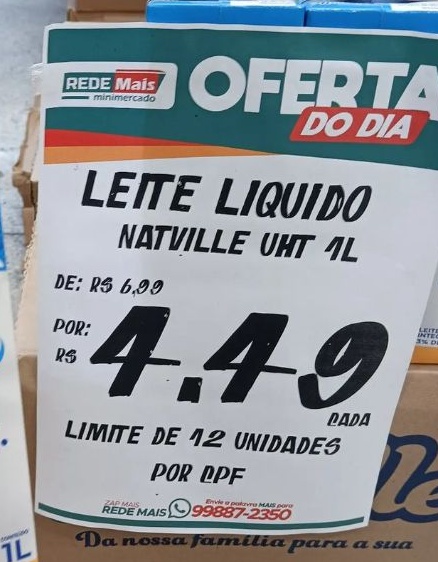 REDE Mais
minimercado
OFERTA
DO DIA
LEITE LIQUIDO
NATVILLE UHT 1L
DE: R$ 6,99
POR:
R$ 4.49
CADA
LIMITE DE 12 UNIDADES
POR CPF
ZAP MAIS
REDE MAIS
Envie a palavra MAIS para
99887-2350
Da nossa família para a sua
1L